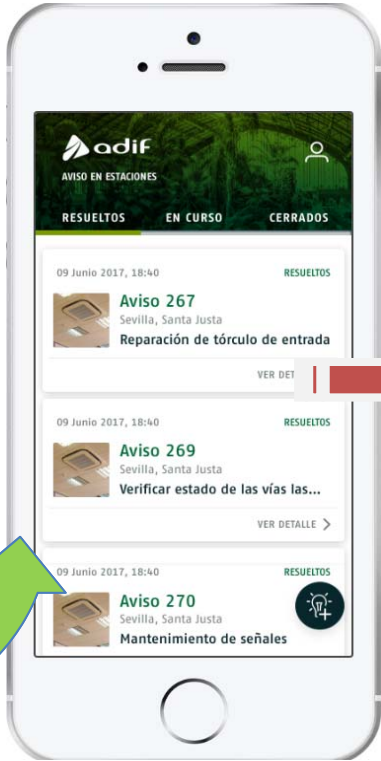 adif
AVISO EN ESTACIONES
RESUELTOS EN CURSO CERRADOS
09 Junio 2017, 18:40 RESUELTOS
Aviso 267
Sevilla, Santa Justa
Reparación de tórculo de entrada
VER
09 Junio 2017, 18:40 RESUELTOS
Aviso 269
Sevilla, Santa Justa
Verificar estado de las vías las...
VER DETALLE
09 Junio 2017, 18:40 RESUELTOS
Aviso 270
Sevilla, Santa Justa
Mantenimiento de señales